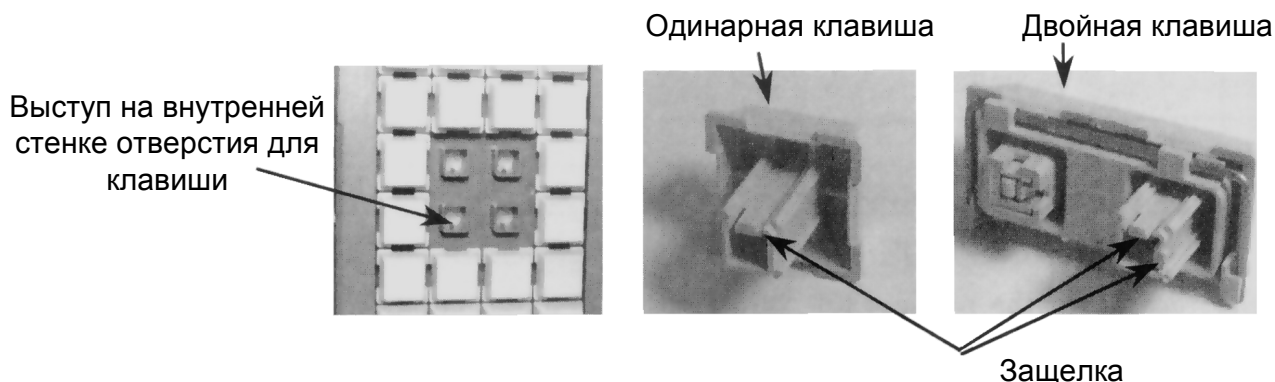 Одинарная клавиша
Двойная клавиша
Выступ на внутренней
стенке отверстия для
клавиши
Защелка